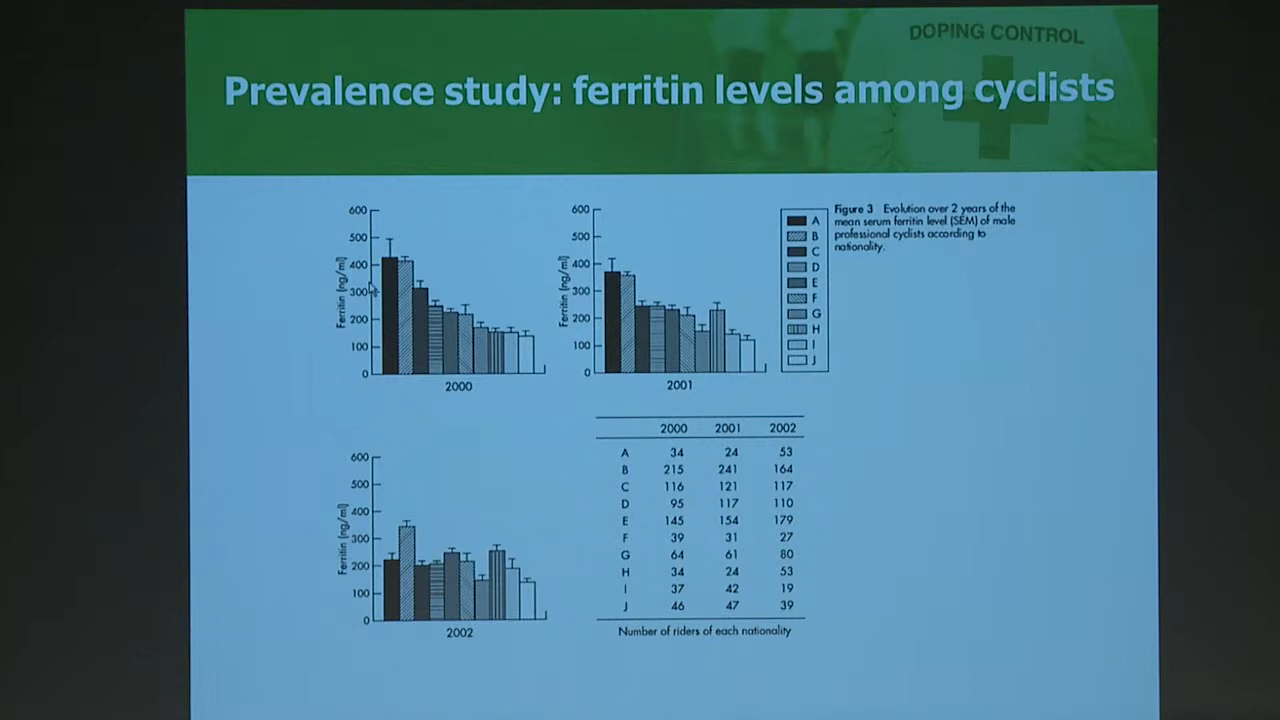 DOPING CONTROL
Prevalence study: ferritin levels among cyclists
600
500
400
300
200
100
0
Ferritin (ng/ml)
2000
600
500
400
300
200
100
0
Ferritin (ng/ml)
2001
A
B
C
D
E
F
G
H
I
J
Figure 3 Evolution over 2 years of the
mean serum ferritin level (SEM) of male
professional cyclists according to
nationality.
600
500
400
300
200
100
0
Ferritin (ng/ml)
2002
2000 2001 2002
A 34 24 53
B 215 241 164
C 116 121 117
D 95 117 110
E 145 154 179
F 39 31 27
G 64 61 80
H 34 24 53
I 37 42 19
J 46 47 39
Number of riders of each nationality